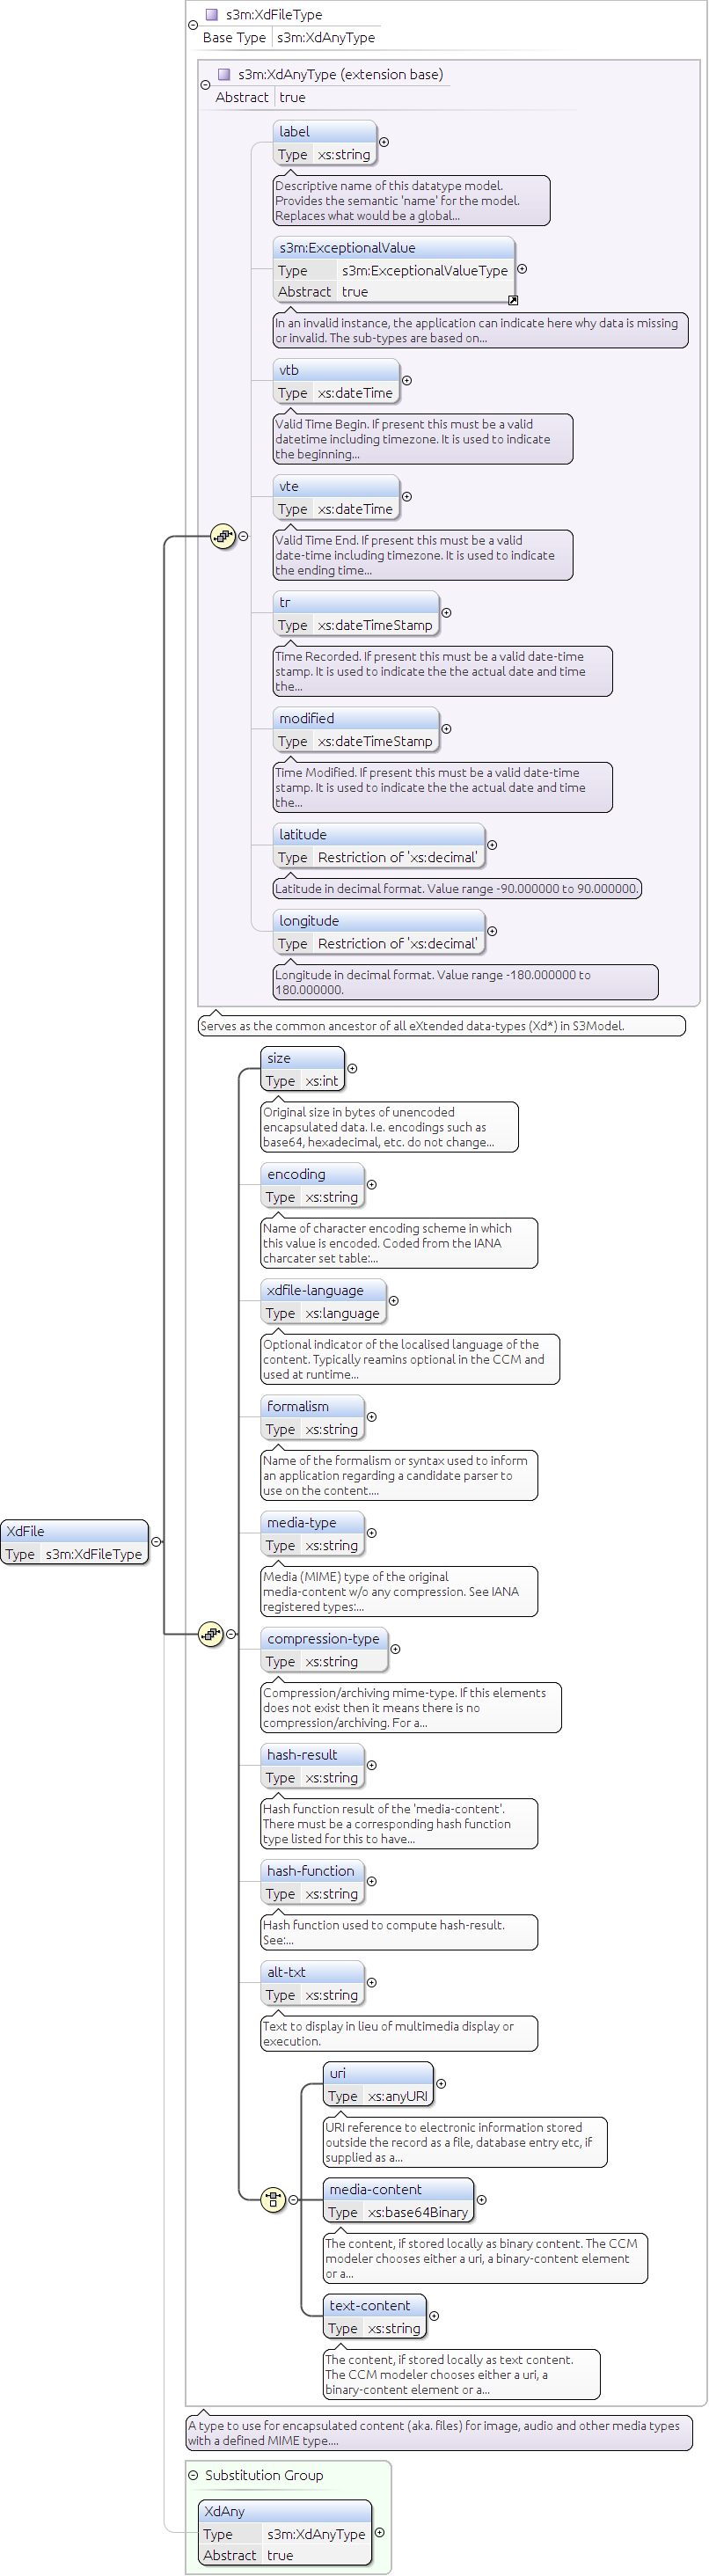 s3m:XdFileType
Base Type s3m:XdAnyType
s3m:XdAnyType (extension base)
Abstract true
label
Type xs:string
Descriptive name of this datatype model.
Provides the semantic 'name' for the model.
Replaces what would be a global...
s3m:ExceptionalValue
Type s3m:ExceptionalValueType
Abstract true
In an invalid instance, the application can indicate here why data is missing
or invalid. The sub-types are based on...
vtb
Type xs:dateTime
Valid Time Begin. If present this must be a valid
datetime including timezone. It is used to indicate
the beginning...
vte
Type xs:dateTime
Valid Time End. If present this must be a valid
date-time including timezone. It is used to indicate
the ending time...
tr
Type xs:dateTimeStamp
Time Recorded. If present this must be a valid date-time
stamp. It is used to indicate the the actual date and time
the...
modified
Type xs:dateTimeStamp
Time Modified. If present this must be a valid date-time
stamp. It is used to indicate the the actual date and time
the...
latitude
Type Restriction of 'xs:decimal'
Latitude in decimal format. Value range -90.000000 to 90.000000.
longitude
Type Restriction of 'xs:decimal'
Longitude in decimal format. Value range -180.000000 to
180.000000.
Serves as the common ancestor of all eXtended data-types (Xd*) in S3Model.
size
Type xs:int
Original size in bytes of unencoded
encapsulated data. I.e. encodings such as
base64, hexadecimal, etc. do not change...
encoding
Type xs:string
Name of character encoding scheme in which
this value is encoded. Coded from the IANA
charcater set table:...
xdfile-language
Type xs:language
Optional indicator of the localised language of the
content. Typically reamins optional in the CCM and
used at runtime...
formalism
Type xs:string
Name of the formalism or syntax used to inform
an application regarding a candidate parser to
use on the content....
XdFile
Type s3m:XdFileType
media-type
Type xs:string
Media (MIME) type of the original
media-content w/o any compression. See IANA
registered types:...
compression-type
Type xs:string
Compression/archiving mime-type. If this elements
does not exist then it means there is no
compression/archiving. For a...
hash-result
Type xs:string
Hash function result of the 'media-content'.
There must be a corresponding hash function
type listed for this to have...
hash-function
Type xs:string
Hash function used to compute hash-result.
See:...
alt-txt
Type xs:string
Text to display in lieu of multimedia display or
execution.
uri
Type xs:anyURI
URI reference to electronic information stored
outside the record as a file, database entry etc, if
supplied as a...
media-content
Type xs:base64Binary
The content, if stored locally as binary content. The CCM
modeler chooses either a uri, a binary-content element
or a...
text-content
Type xs:string
The content, if stored locally as text content.
The CCM modeler chooses either a uri, a
binary-content element or a...
A type to use for encapsulated content (aka. files) for image, audio and other media types
with a defined MIME type....
Substitution Group
XdAny
Type s3m:XdAnyType
Abstract true